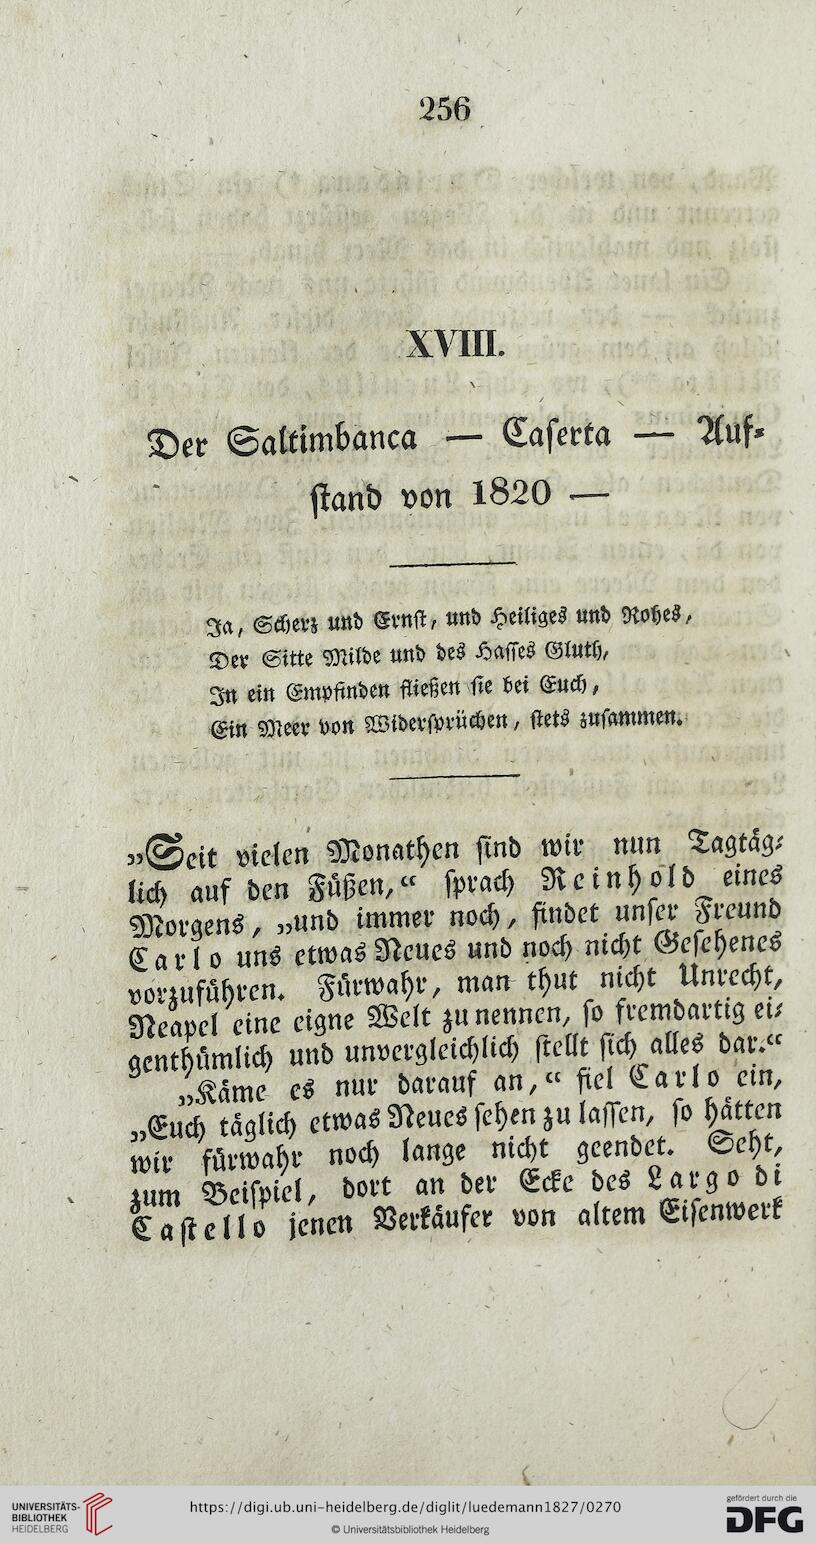 256
XVIII.
Der Saltimbanca — Caserta — Auf⸗
stand von 1820 —
Ja, Scherz und Ernst, und Heiliges und Rohes,
Der Sitte Milde und des Hasses Gluth,
In ein Empfinden fließen sie bei Euch,
Ein Meer von Widersprüchen, stets zusammen.
„Seit vielen Monathen sind wir nun Tagtäg⸗
lich auf den Füßen,“ sprach Reinhold eines
Morgens, „und immer noch, findet unser Freund
Carlo uns etwas Neues und noch nicht Gesehenes
vorzuführen. Fürwahr, man thut nicht Unrecht,
Neapel eine eigne Welt zu nennen, so fremdartig ei⸗
genthümlich und unvergleichlich stellt sich alles dar.“
„Käme es nur darauf an,“ fiel Carlo ein,
„Euch täglich etwas Neues sehen zu lassen, so hätten
wir fürwahr noch lange nicht geendet. Seht,
zum Beispiel, dort an der Ecke des Largo di
Castello jenen Verkäufer von altem Eisenwerk
UNIVERSITÄTS-
BIBLIOTHEK
HEIDELBERG
https://digi.ub.uni-heidelberg.de/diglit/luedemann1827/0270
© Universitätsbibliothek Heidelberg
gefördert durch die
DFG